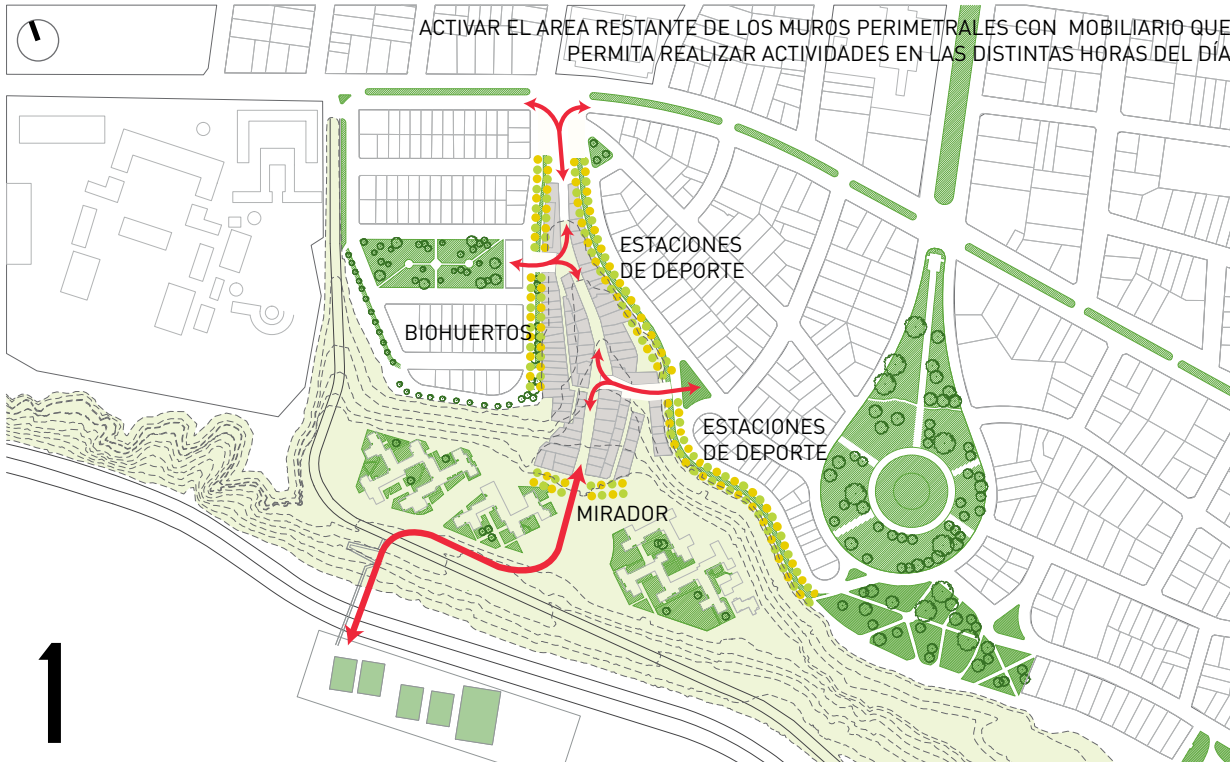 ACTIVAR EL AREA RESTANTE DE LOS MUROS PERIMETRALES CON MOBILIARIO QUE
PERMITA REALIZAR ACTIVIDADES EN LAS DISTINTAS HORAS DEL DÍA
ESTACIONES
DE DEPORTE
BIOHUERTOS
ESTACIONES
DE DEPORTE
MIRADOR
1